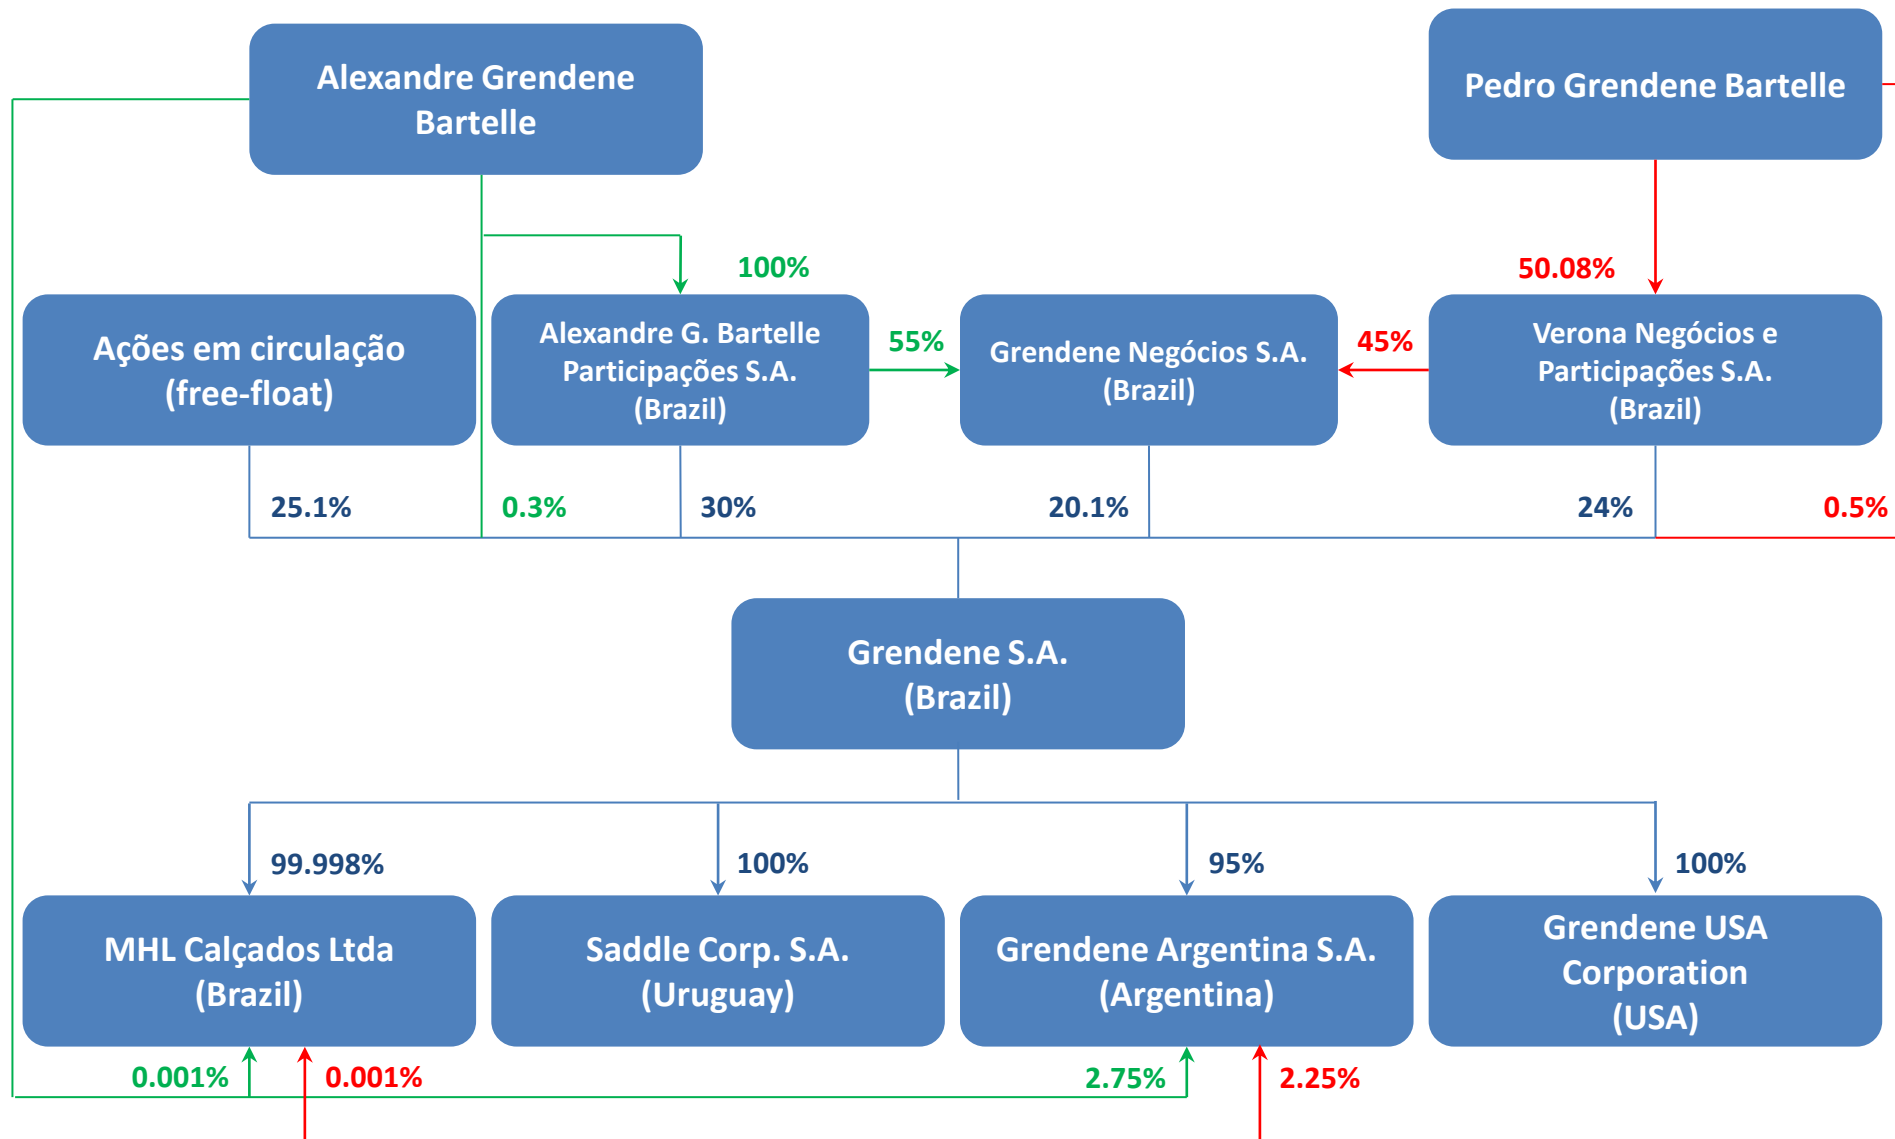 Alexandre Grendene
Bartelle
Pedro Grendene Bartelle
100%
50.08%
Ações em circulação
(free-float)
Alexandre G. Bartelle
Participações S.A.
(Brazil)
55%
Grendene Negócios S.A.
(Brazil)
45%
Verona Negócios e
Participações S.A.
(Brazil)
25.1%
0.3%
30%
20.1%
24%
0.5%
Grendene S.A.
(Brazil)
99.998%
100%
95%
100%
MHL Calçados Ltda
(Brazil)
Saddle Corp. S.A.
(Uruguay)
Grendene Argentina S.A.
(Argentina)
Grendene USA
Corporation
(USA)
0.001%
0.001%
2.75%
2.25%